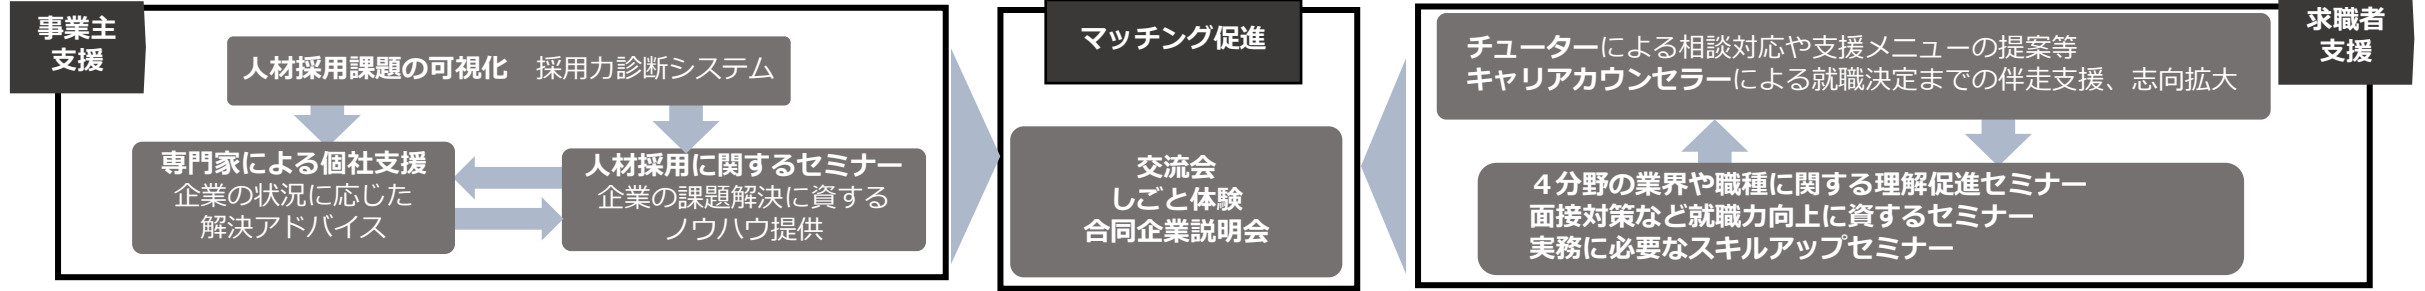 事業主
支援
人材採用課題の可視化　採用力診断システム
専門家による個社支援
企業の状況に応じた
解決アドバイス
人材採用に関するセミナー
企業の課題解決に資する
ノウハウ提供
マッチング促進
交流会
しごと体験
合同企業説明会
求職者
支援
チューターによる相談対応や支援メニューの提案等
キャリアカウンセラーによる就職決定までの伴走支援、志向拡大
４分野の業界や職種に関する理解促進セミナー
面接対策など就職力向上に資するセミナー
実務に必要なスキルアップセミナー